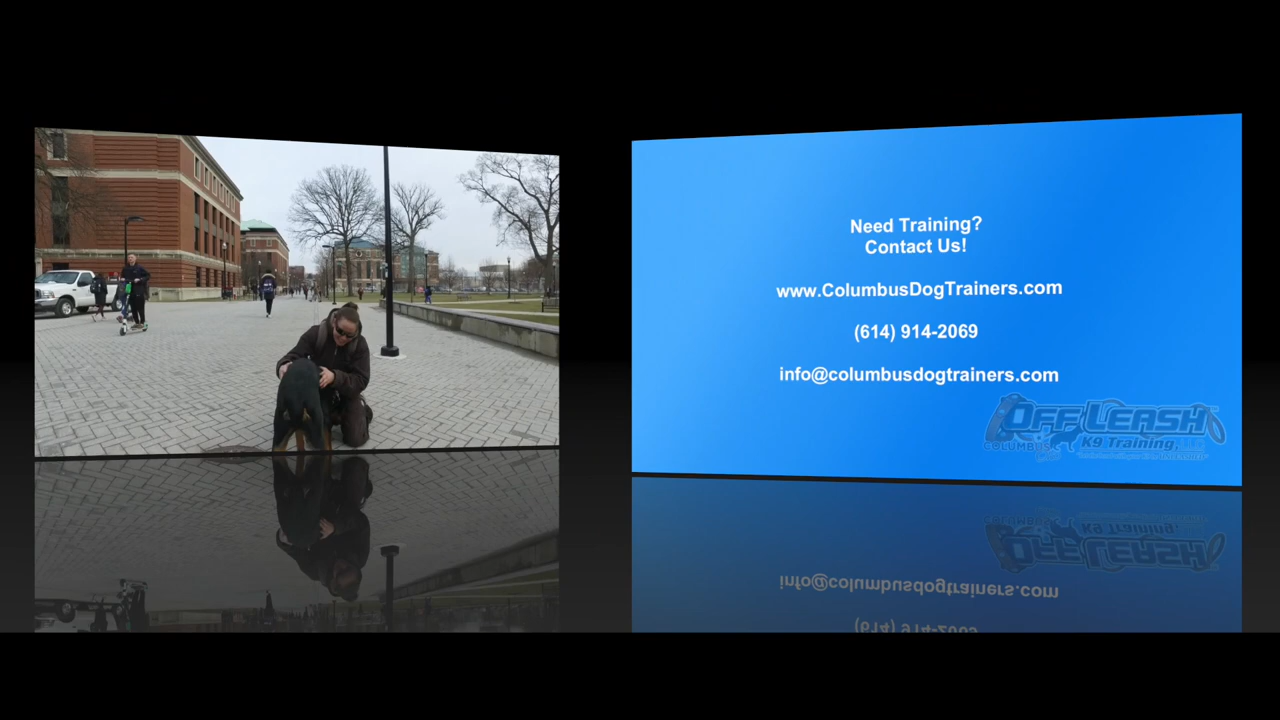 Need Training?
Contact Us!
www.ColumbusDogTrainers.com
(614) 914-2069
info@columbusdogtrainers.com
OFF LEASH
COLUMBUS
K9 Training, LLC